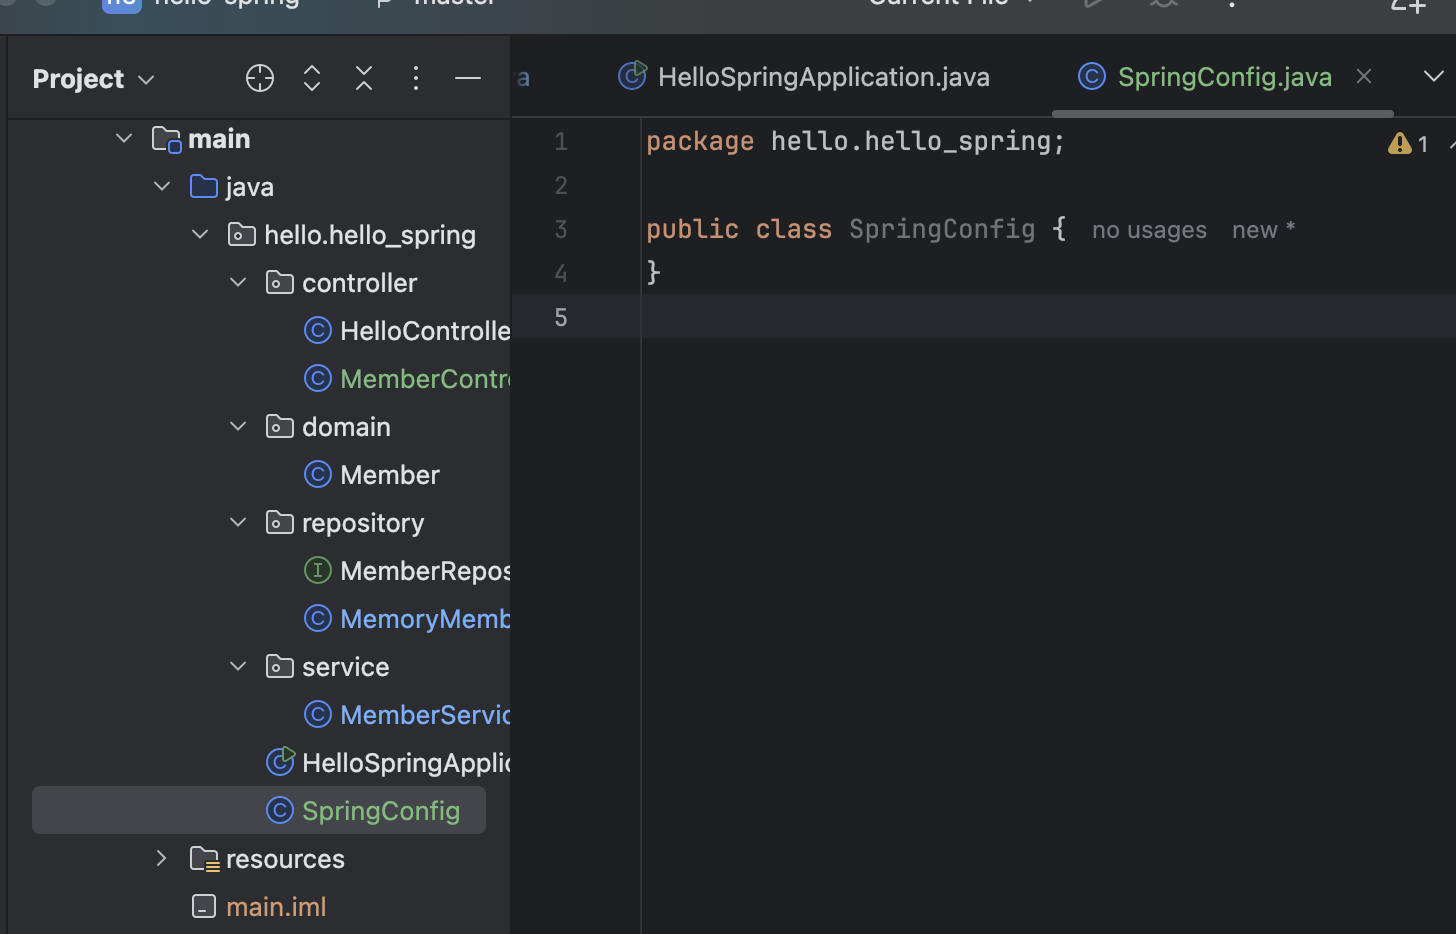 hello-spring
master
Current File
Project
main
java
hello.hello_spring
controller
HelloControlle
MemberContr
domain
Member
repository
MemberRepos
MemoryMemb
service
MemberServic
HelloSpringApplic
SpringConfig
resources
main.iml
HelloSpringApplication.java
SpringConfig.java
1 package hello.hello_spring;
1
2
3 public class SpringConfig { no usages new *
4 }
5